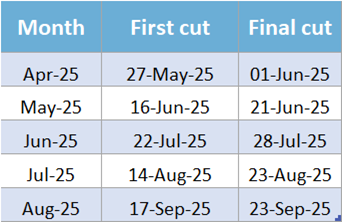 Month First cut Final cut
Apr-25 27-May-25 01-Jun-25
May-25 16-Jun-25 21-Jun-25
Jun-25 22-Jul-25 28-Jul-25
Jul-25 14-Aug-25 23-Aug-25
Aug-25 17-Sep-25 23-Sep-25